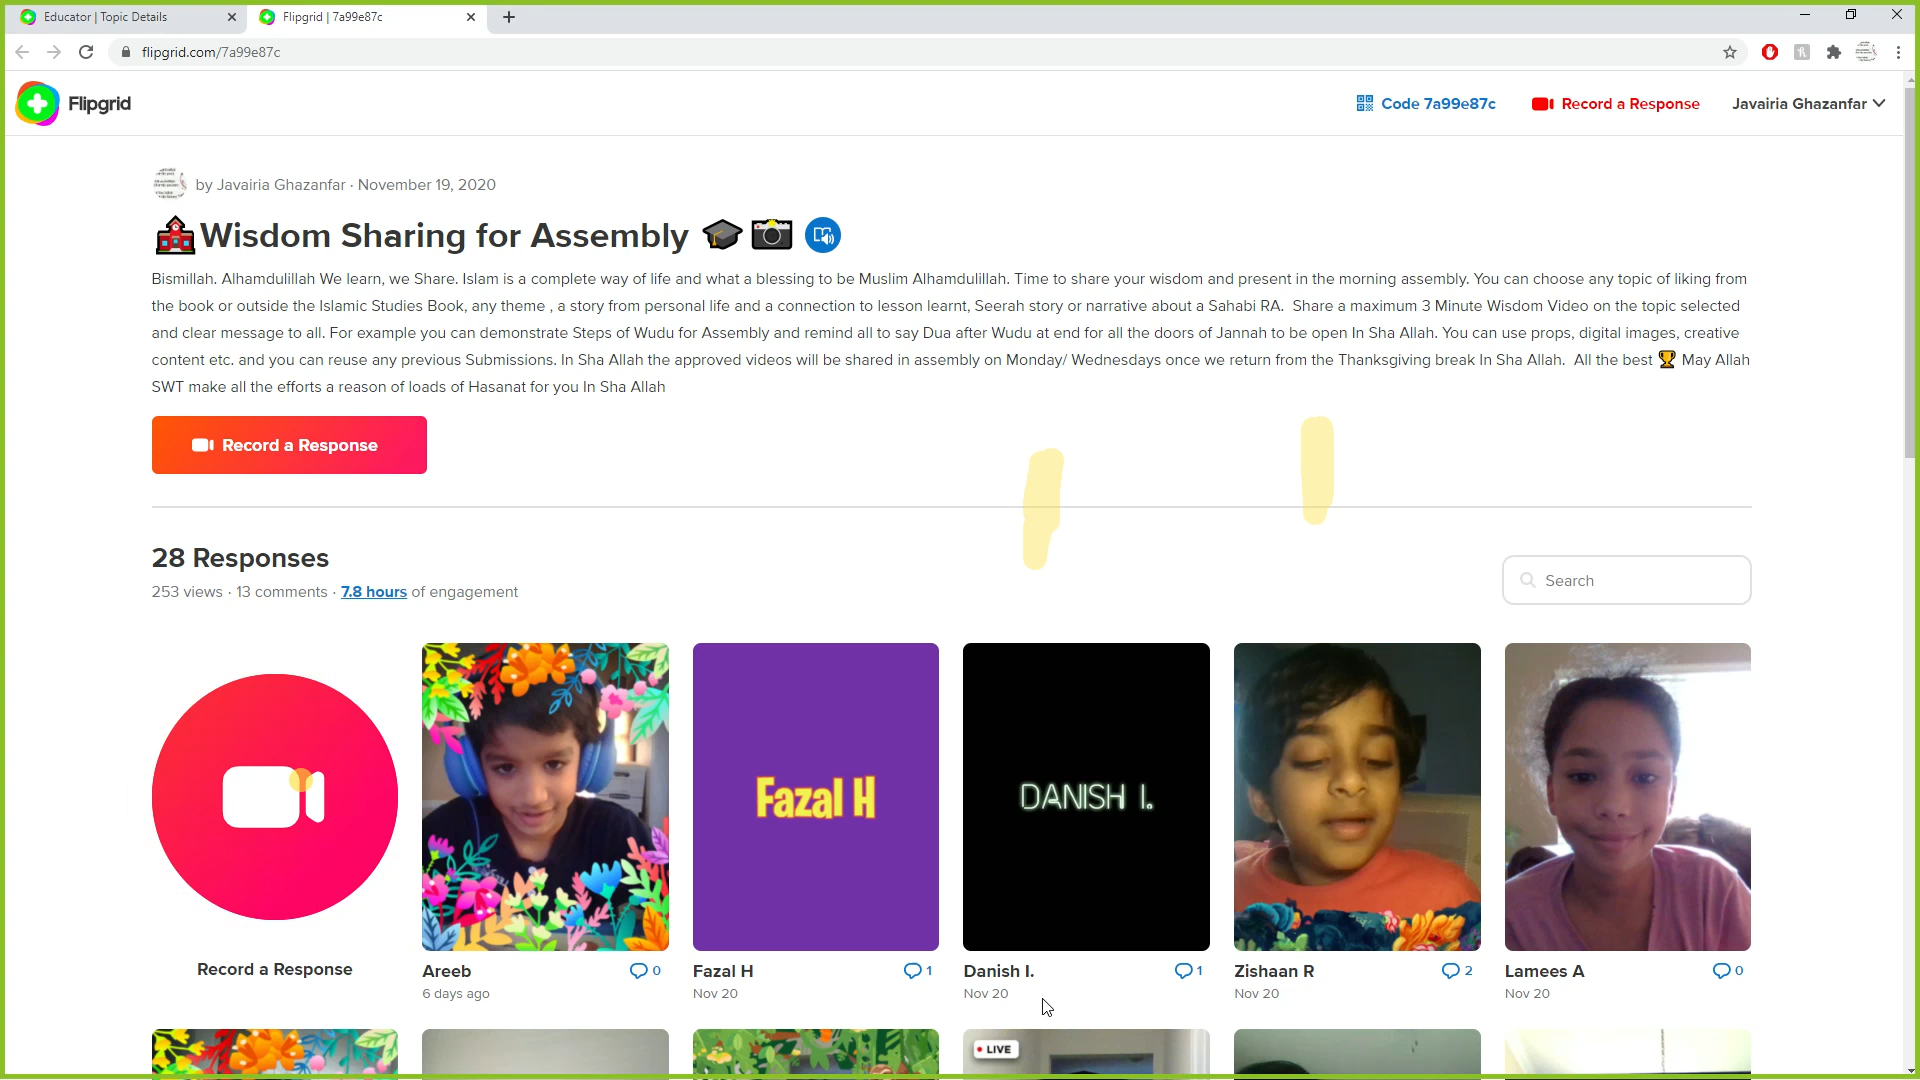 Educator | Topic Details
Flipgrid | 7a99e87c
flipgrid.com/7a99e87c
Flipgrid
Code 7a99e87c
Record a Response
Javairia Ghazanfar
by Javairia Ghazanfar · November 19, 2020
Wisdom Sharing for Assembly
Bismillah. Alhamdulillah We learn, we Share. Islam is a complete way of life and what a blessing to be Muslim Alhamdulillah. Time to share your wisdom and present in the morning assembly. You can choose any topic of liking from
the book or outside the Islamic Studies Book, any theme , a story from personal life and a connection to lesson learnt, Seerah story or narrative about a Sahabi RA.  Share a maximum 3 Minute Wisdom Video on the topic selected
and clear message to all. For example you can demonstrate Steps of Wudu for Assembly and remind all to say Dua after Wudu at end for all the doors of Jannah to be open In Sha Allah. You can use props, digital images, creative
content etc. and you can reuse any previous Submissions. In Sha Allah the approved videos will be shared in assembly on Monday/ Wednesdays once we return from the Thanksgiving break In Sha Allah.  All the best 🏆 May Allah
SWT make all the efforts a reason of loads of Hasanat for you In Sha Allah
Record a Response
28 Responses
253 views · 13 comments · 7.8 hours of engagement
Search
Fazal H
DANISH I.
Record a Response
Areeb
0
6 days ago
Fazal H
1
Nov 20
Danish I.
1
Nov 20
Zishaan R
2
Nov 20
Lamees A
0
Nov 20
LIVE